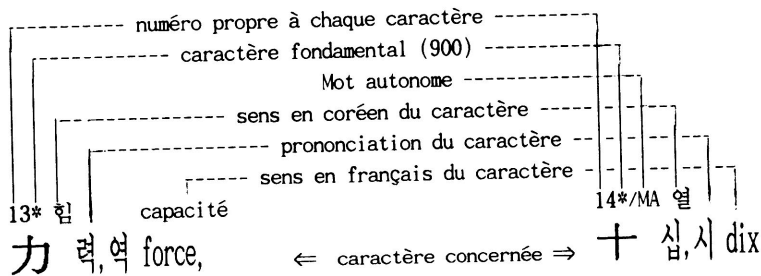 numéro propre à chaque caractère
caractère fondamental (900)
Mot autonome
sens en coréen du caractère
prononciation du caractère
sens en français du caractère
13* 힘 capacité 14*/MA 열
力 력,역 force, ⇐ caractère concernée ⇒ 十 십,시 dix